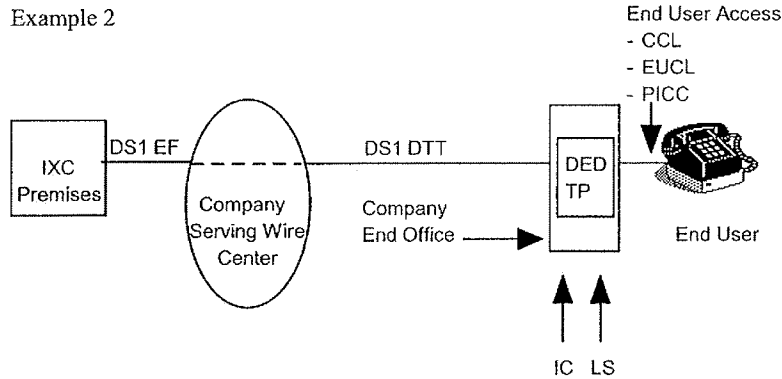 Example 2
End User Access
- CCL
- EUCL
- PICC
IXC
Premises
DS1 EF
Company
Serving Wire
Center
DS1 DTT
DED
TP
Company
End Office
End User
IC
LS